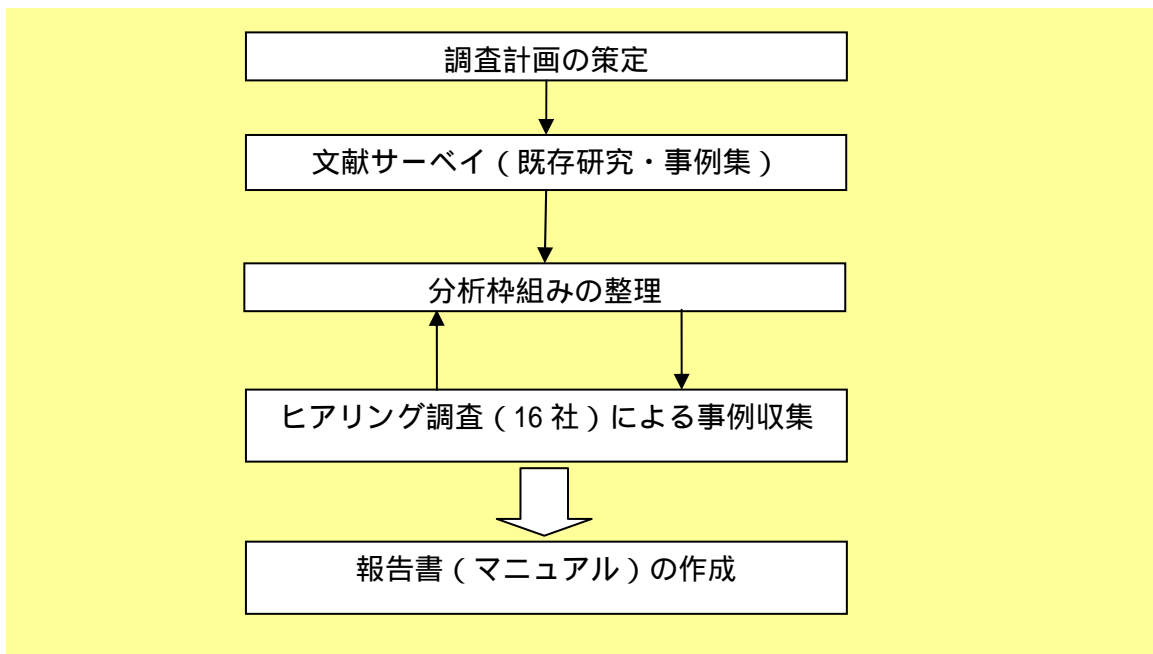 調査計画の策定
文献サーベイ(既存研究・事例集)
分析枠組みの整理
ヒアリング調査(16 社)による事例収集
報告書(マニュアル)の作成